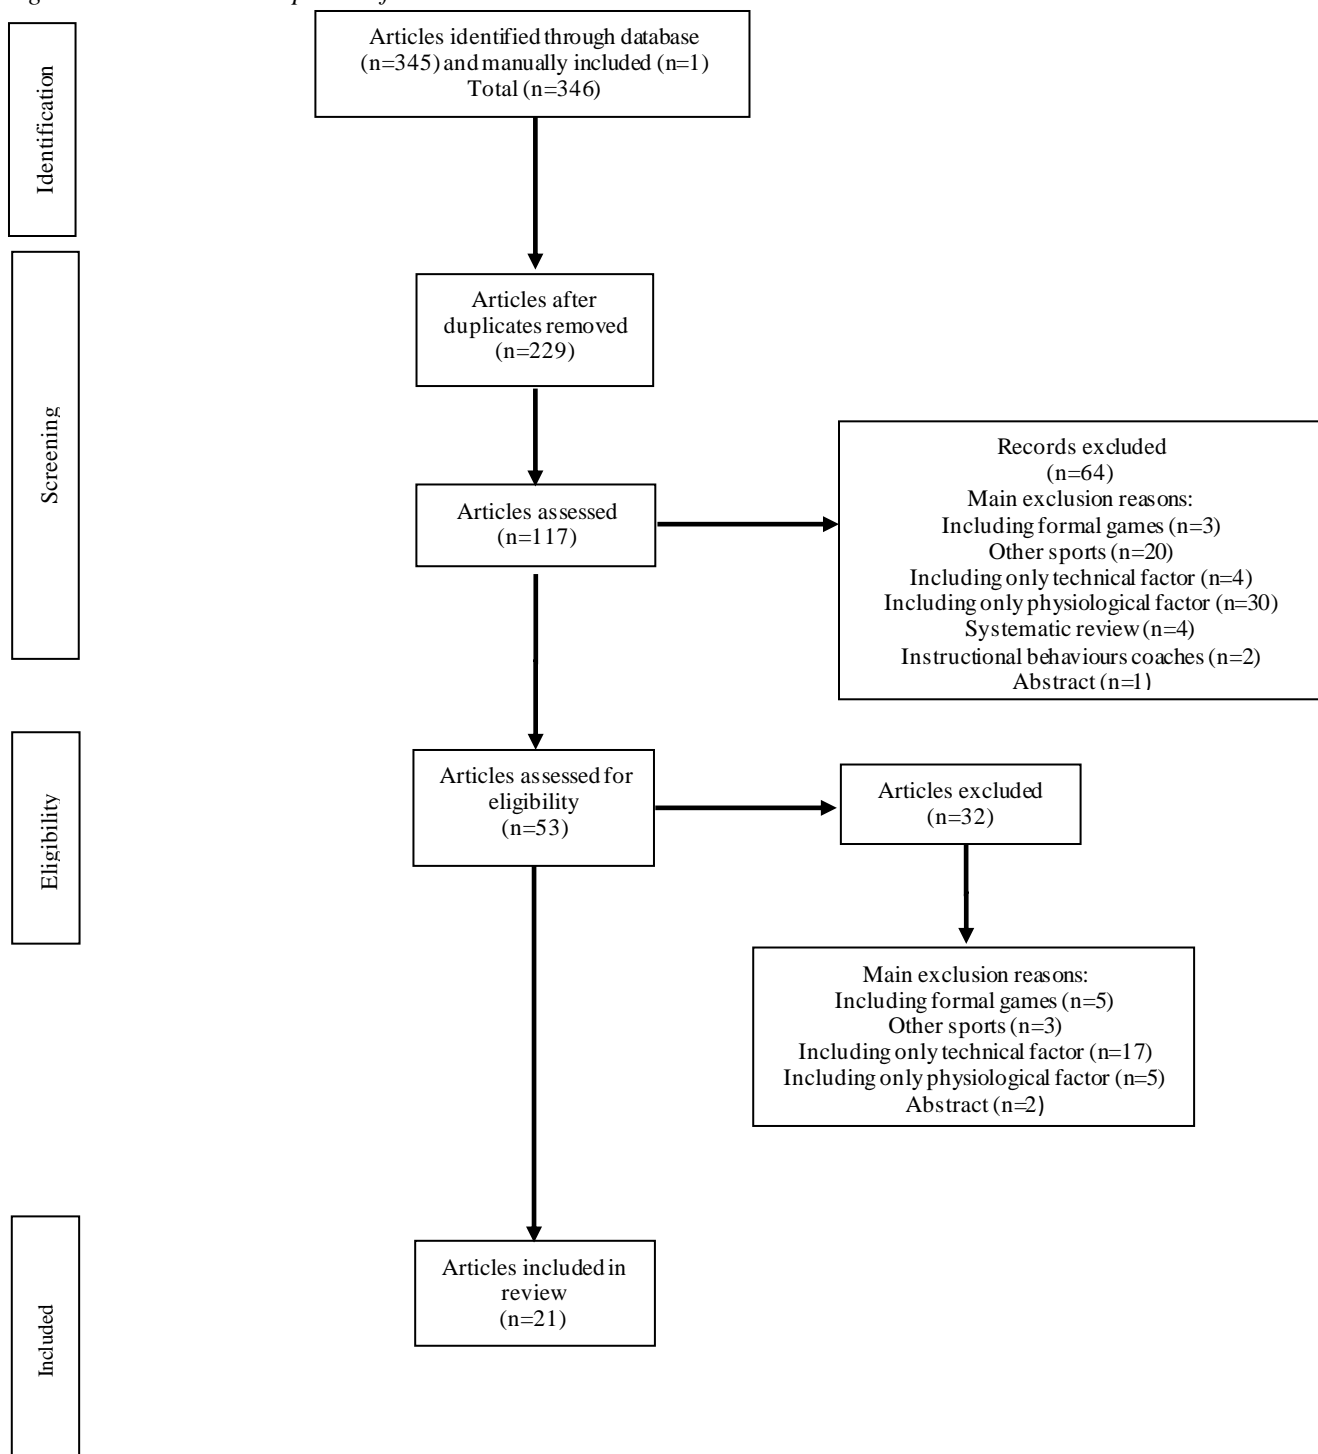 Identification
Articles identified through database
(n=345) and manually included (n=1)
Total (n=346)
Screening
Articles after
duplicates removed
(n=229)
Articles assessed
(n=117)
Records excluded
(n=64)
Main exclusion reasons:
Including formal games (n=3)
Other sports (n=20)
Including only technical factor (n=4)
Including only physiological factor (n=30)
Systematic review (n=4)
Instructional behaviours coaches (n=2)
Abstract (n=1)
Eligibility
Articles assessed for
eligibility
(n=53)
Articles excluded
(n=32)
Main exclusion reasons:
Including formal games (n=5)
Other sports (n=3)
Including only technical factor (n=17)
Including only physiological factor (n=5)
Abstract (n=2)
Included
Articles included in
review
(n=21)